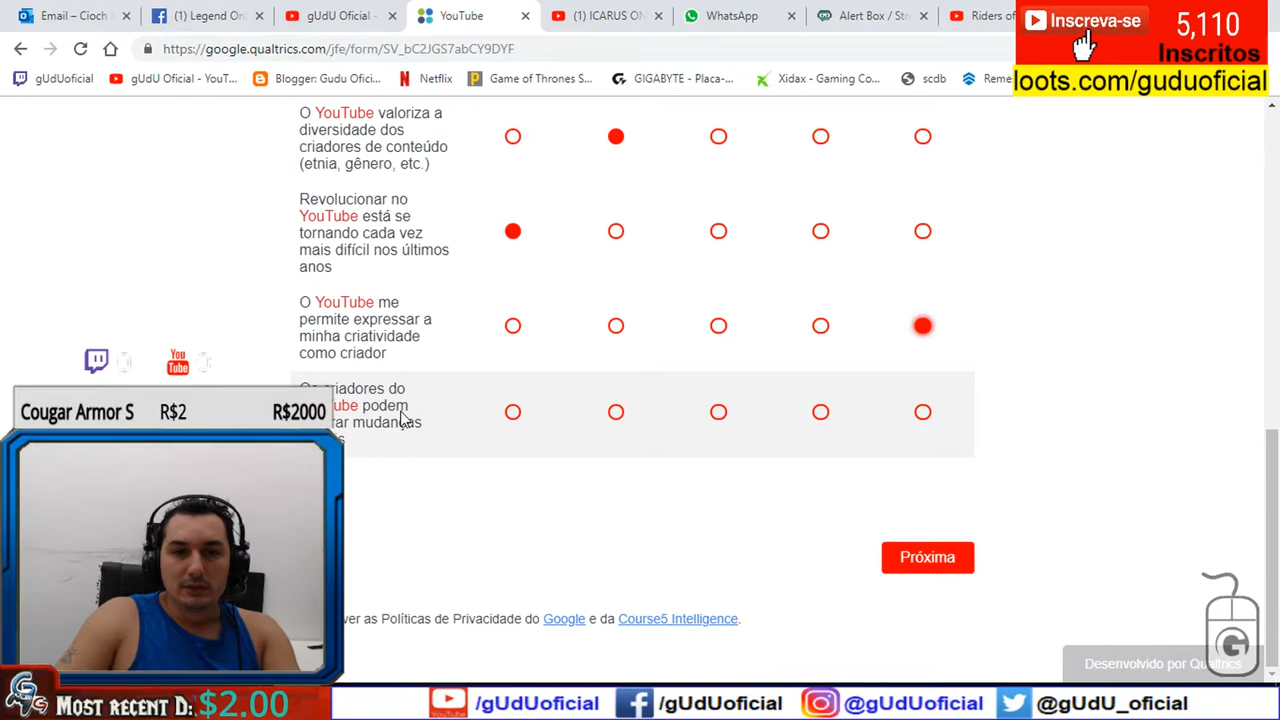 Email – Cioch
(1) Legend On
gUdU Oficial -
YouTube
(1) ICARUS ON
WhatsApp
Alert Box / Str
Riders of
Inscreva-se
5,110
Inscritos
https://google.qualtrics.com/jfe/form/SV_bC2JGS7abCY9DYF
loots.com/guduoficial
gUduoficial
gUdU Oficial - YouT...
Blogger: Gudu Ofici...
Netflix
Game of Thrones S...
GIGABYTE - Placa-...
Xidax - Gaming Co...
scdb
Reme
O YouTube valoriza a
diversidade dos
criadores de conteúdo
(etnia, gênero, etc.)
Revolucionar no
YouTube está se
tornando cada vez
mais difícil nos últimos
anos
O YouTube me
permite expressar a
minha criatividade
como criador
You
Tube
criadores do
podem
mudanças
Cougar Armor S R$2 R$2000
Próxima
ver as Políticas de Privacidade do Google e da Course5 Intelligence.
Desenvolvido por Qualtrics
Most recent D: $2.00
YouTube
/gUdUoficial
/gUdUoficial
@gUdUoficial
@gUdU_oficial